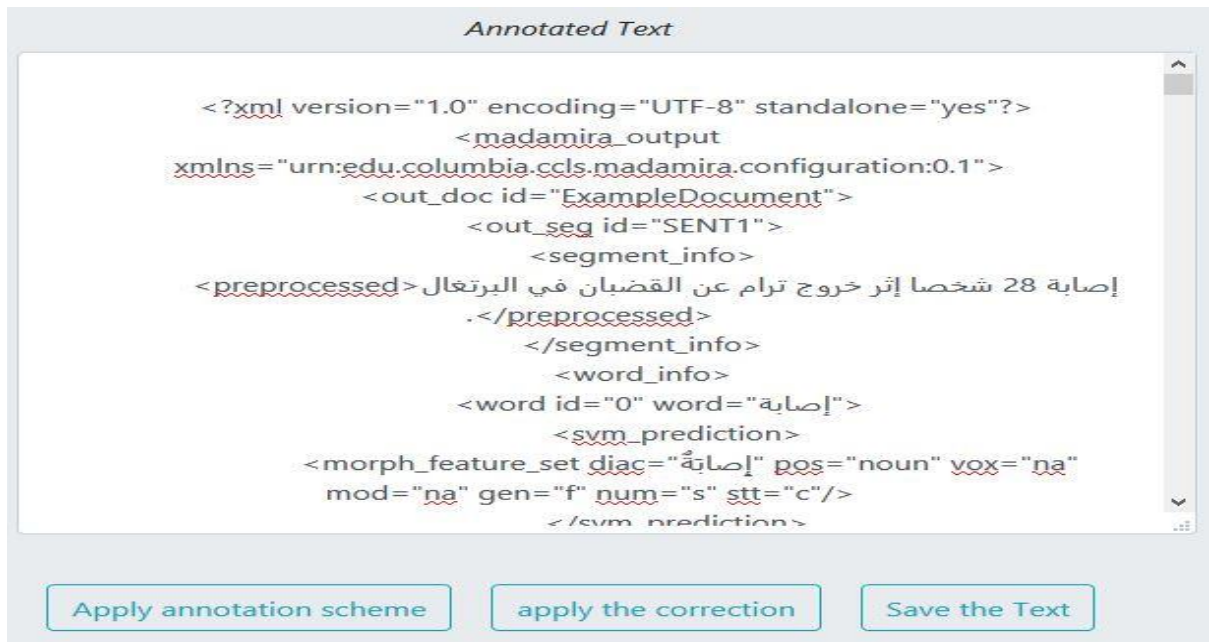 Annotated Text
<?xml version="1.0" encoding="UTF-8" standalone="yes"?>
<madamira_output
xmlns="urn:edu.columbia.ccls.madamira.configuration:0.1">
<out_doc id="ExampleDocument">
<out_seg id="SENT1">
<segment_info>
<preprocessed>إصابة 28 شخصا إثر خروج ترام عن القضبان في البرتغال
.</preprocessed>
</segment_info>
<word_info>
<word id="0" word="إصابة">
<svm_prediction>
<morph_feature_set diac="إصابَةٌ" pos="noun" vox="na"
mod="na" gen="f" num="s" stt="c"/>
</svm_prediction>
Apply annotation scheme
apply the correction
Save the Text